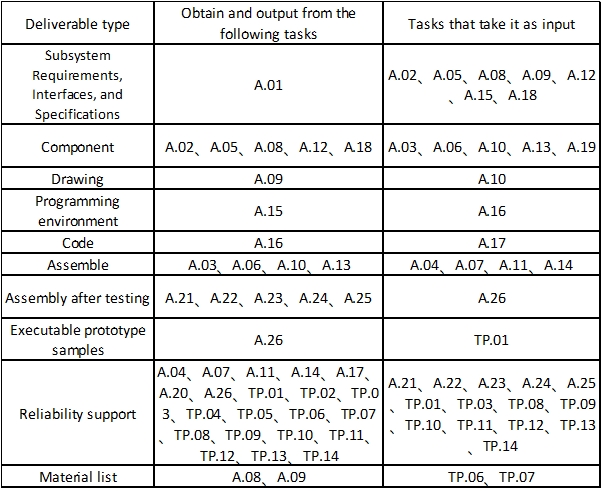 Deliverable type
Obtain and output from the
following tasks
Tasks that take it as input
Subsystem
Requirements,
Interfaces, and
Specifications
A.01
A.02、A.05、A.08、A.09、A.12
、A.15、A.18
Component
A.02、A.05、A.08、A.12、A.18
A.03、A.06、A.10、A.13、A.19
Drawing
A.09
A.10
Programming
environment
A.15
A.16
Code
A.16
A.17
Assemble
A.03、A.06、A.10、A.13
A.04、A.07、A.11、A.14
Assembly after testing
A.21、A.22、A.23、A.24、A.25
A.26
Executable prototype
samples
A.26
TP.01
Reliability support
A.04、A.07、A.11、A.14、A.17、
A.20、A.26、TP.01、TP.02、TP.0
3、TP.04、TP.05、TP.06、TP.07
、TP.08、TP.09、TP.10、TP.11、
TP.12、TP.13、TP.14
A.21、A.22、A.23、A.24、A.25
、TP.01、TP.03、TP.08、TP.09
、TP.10、TP.11、TP.12、TP.13
、TP.14
Material list
A.08、A.09
TP.06、TP.07